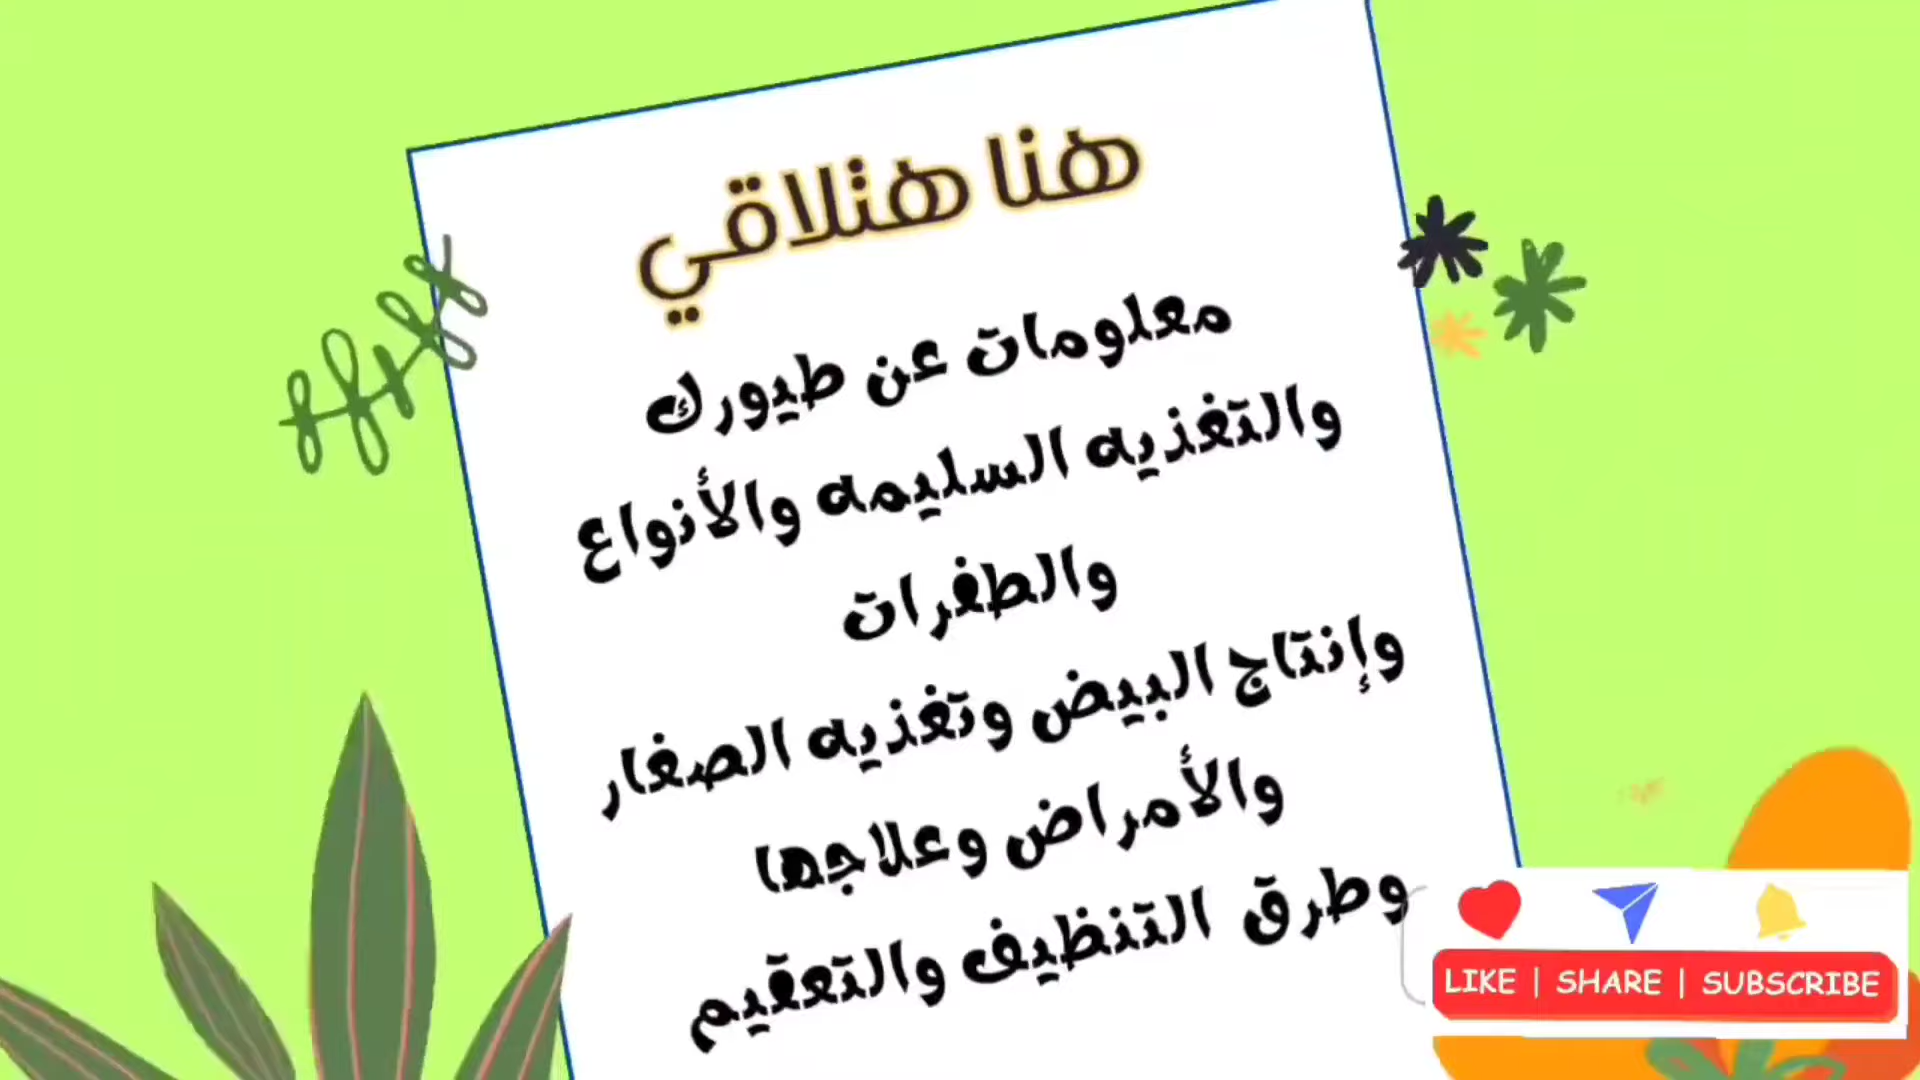 هنا هتلاقي
معلومات عن طيورك
والتغذيه السليمه والأنواع
والطفرات
وإنتاج البيض وتغذيه الصغار
والأمراض وعلاجها
وطرق التنظيف والتعقيم
LIKE | SHARE | SUBSCRIBE